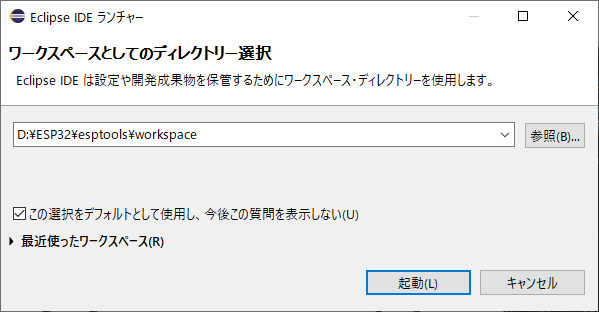 Eclipse IDE ランチャー
ワークスペースとしてのディレクトリー選択
Eclipse IDE は設定や開発成果物を保管するためにワークスペース・ディレクトリーを使用します。
D:¥ESP32¥esptools¥workspace
参照(B)...
この選択をデフォルトとして使用し、今後この質問を表示しない(U)
最近使ったワークスペース(R)
起動(L)
キャンセル